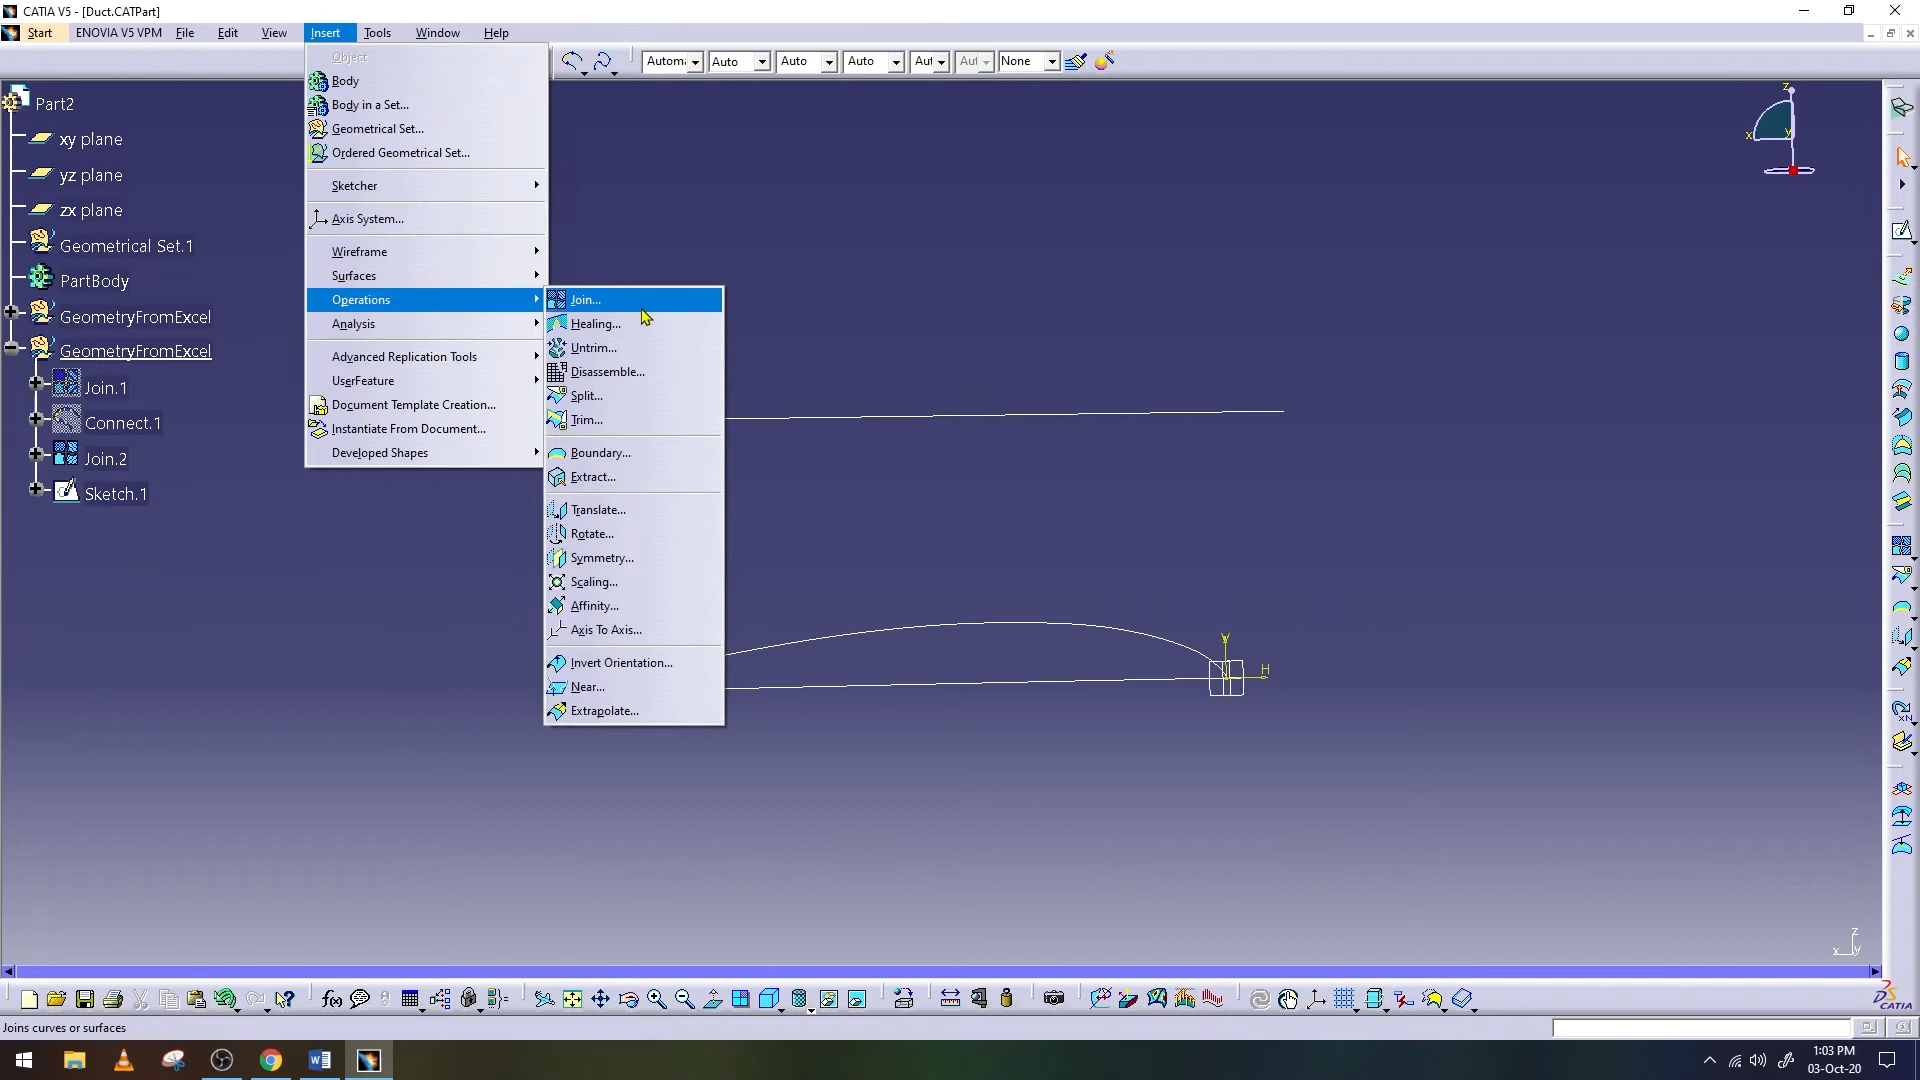 CATIA V5 - [Duct.CATPart]
Start ENOVIA V5 VPM File Edit View Insert Tools Window Help
Automa Auto Auto Auto Aut Aut None
Object
Body
Body in a Set...
Geometrical Set...
Ordered Geometrical Set...
Sketcher
Axis System...
Wireframe
Surfaces
Operations
Analysis
Advanced Replication Tools
UserFeature
Document Template Creation...
Instantiate From Document...
Developed Shapes
Join...
Healing...
Untrim...
Disassemble...
Split...
Trim...
Boundary...
Extract...
Translate...
Rotate...
Symmetry...
Scaling...
Affinity...
Axis To Axis...
Invert Orientation...
Near...
Extrapolate...
Part2
xy plane
yz plane
zx plane
Geometrical Set.1
PartBody
GeometryFromExcel
GeometryFromExcel
Join.1
Connect.1
Join.2
Sketch.1
z
x
y
V
H
z
x y
f(x)
CATIA
Joins curves or surfaces
1:03 PM
03-Oct-20